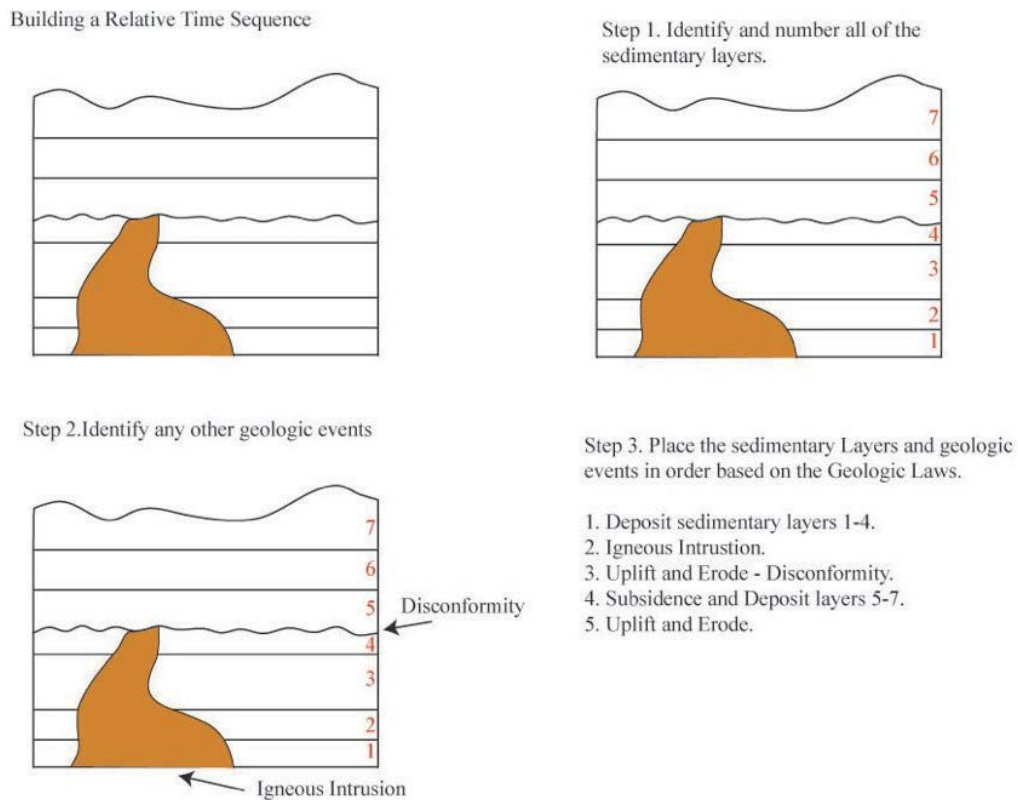 Building a Relative Time Sequence
Step 1. Identify and number all of the
sedimentary layers.
7
6
5
4
3
2
1
Step 2.Identify any other geologic events
7
6
5
Disconformity
4
3
2
1
Igneous Intrusion
Step 3. Place the sedimentary Layers and geologic
events in order based on the Geologic Laws.
1. Deposit sedimentary layers 1-4.
2. Igneous Intrustion.
3. Uplift and Erode - Disconformity.
4. Subsidence and Deposit layers 5-7.
5. Uplift and Erode.